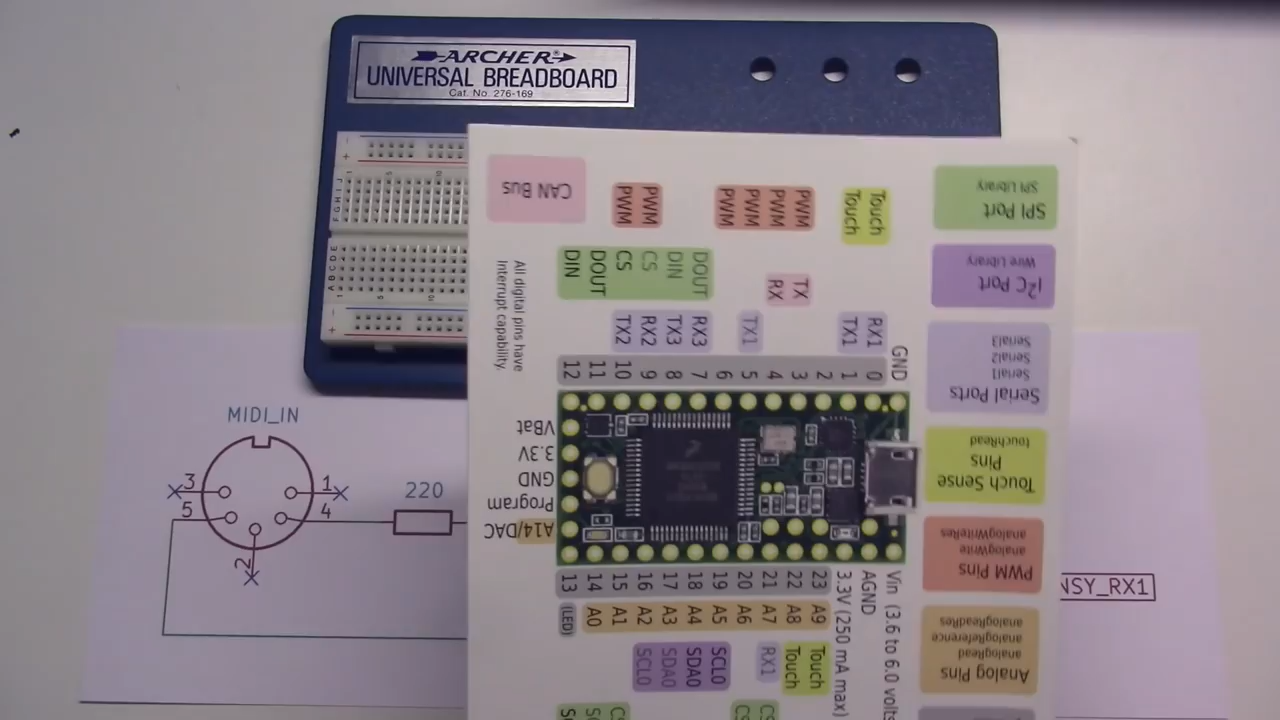 ARCHER®
UNIVERSAL BREADBOARD
Cat. No. 276-169
CAN Bus
PWM
PWM
PWM
PWM
PWM
PWM
Touch
Touch
SPI Port
SPI Library
DIN
DOUT
CS
CS
DIN
DOUT
RX
TX
I²C Port
Wire Library
All digital pins have
Interrupt capability.
TX2
RX2
TX3
RX3
TX1
TX1
RX1
GND
Serial Ports
Serial1
Serial2
Serial3
12
11
10
9
8
7
6
5
4
3
2
1
0
MIDI_IN
3
1
5
4
2
220
VBat
3.3V
GND
Program
A14/DAC
Touch Sense
Pins
touchRead
PWM Pins
analogWrite
analogWriteRes
NSY_RX1
13
14
15
16
17
18
19
20
21
22
23
3.3V (250 mA max)
AGND
Vin (3.6 to 6.0 volts
(LED)
A0
A1
A2
A3
A4
A5
A6
A7
A8
A9
SCL0
SDA0
SDA0
SCL0
RX1
Touch
Touch
Analog Pins
analogRead
analogReference
analogReadRes
CS
CS